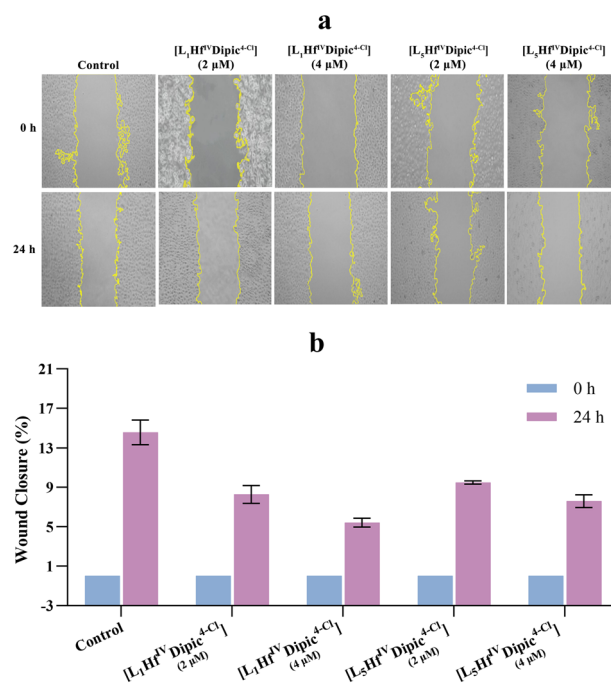 a
Control
[L₁HfᴵⱽDipic⁴⁻ᶜˡ]
(2 μM)
[L₁HfᴵⱽDipic⁴⁻ᶜˡ]
(4 μM)
[L₅HfᴵⱽDipic⁴⁻ᶜˡ]
(2 μM)
[L₅HfᴵⱽDipic⁴⁻ᶜˡ]
(4 μM)
0 h
24 h
b
Wound Closure (%)
21
17
13
9
5
1
-3
0 h
24 h
Control
[L₁Hfᴵⱽ Dipic⁴⁻ᶜˡ]
(2 μM)
[L₁Hfᴵⱽ Dipic⁴⁻ᶜˡ]
(4 μM)
[L₅Hfᴵⱽ Dipic⁴⁻ᶜˡ]
(2 μM)
[L₅Hfᴵⱽ Dipic⁴⁻ᶜˡ]
(4 μM)